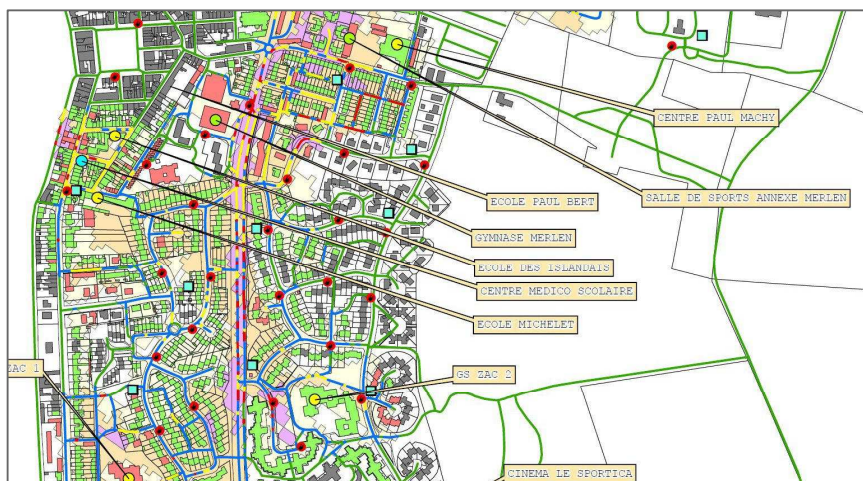 CENTRE PAUL MACHY
ECOLE PAUL BERT
SALLE DE SPORTS ANNEXE MERLEN
GYMNASE MERLEN
ECOLE DES ISLANDAIS
CENTRE MEDICO SCOLAIRE
ECOLE MICHELET
ZAC 1
GS ZAC 2
CINEMA LE SPORTICA